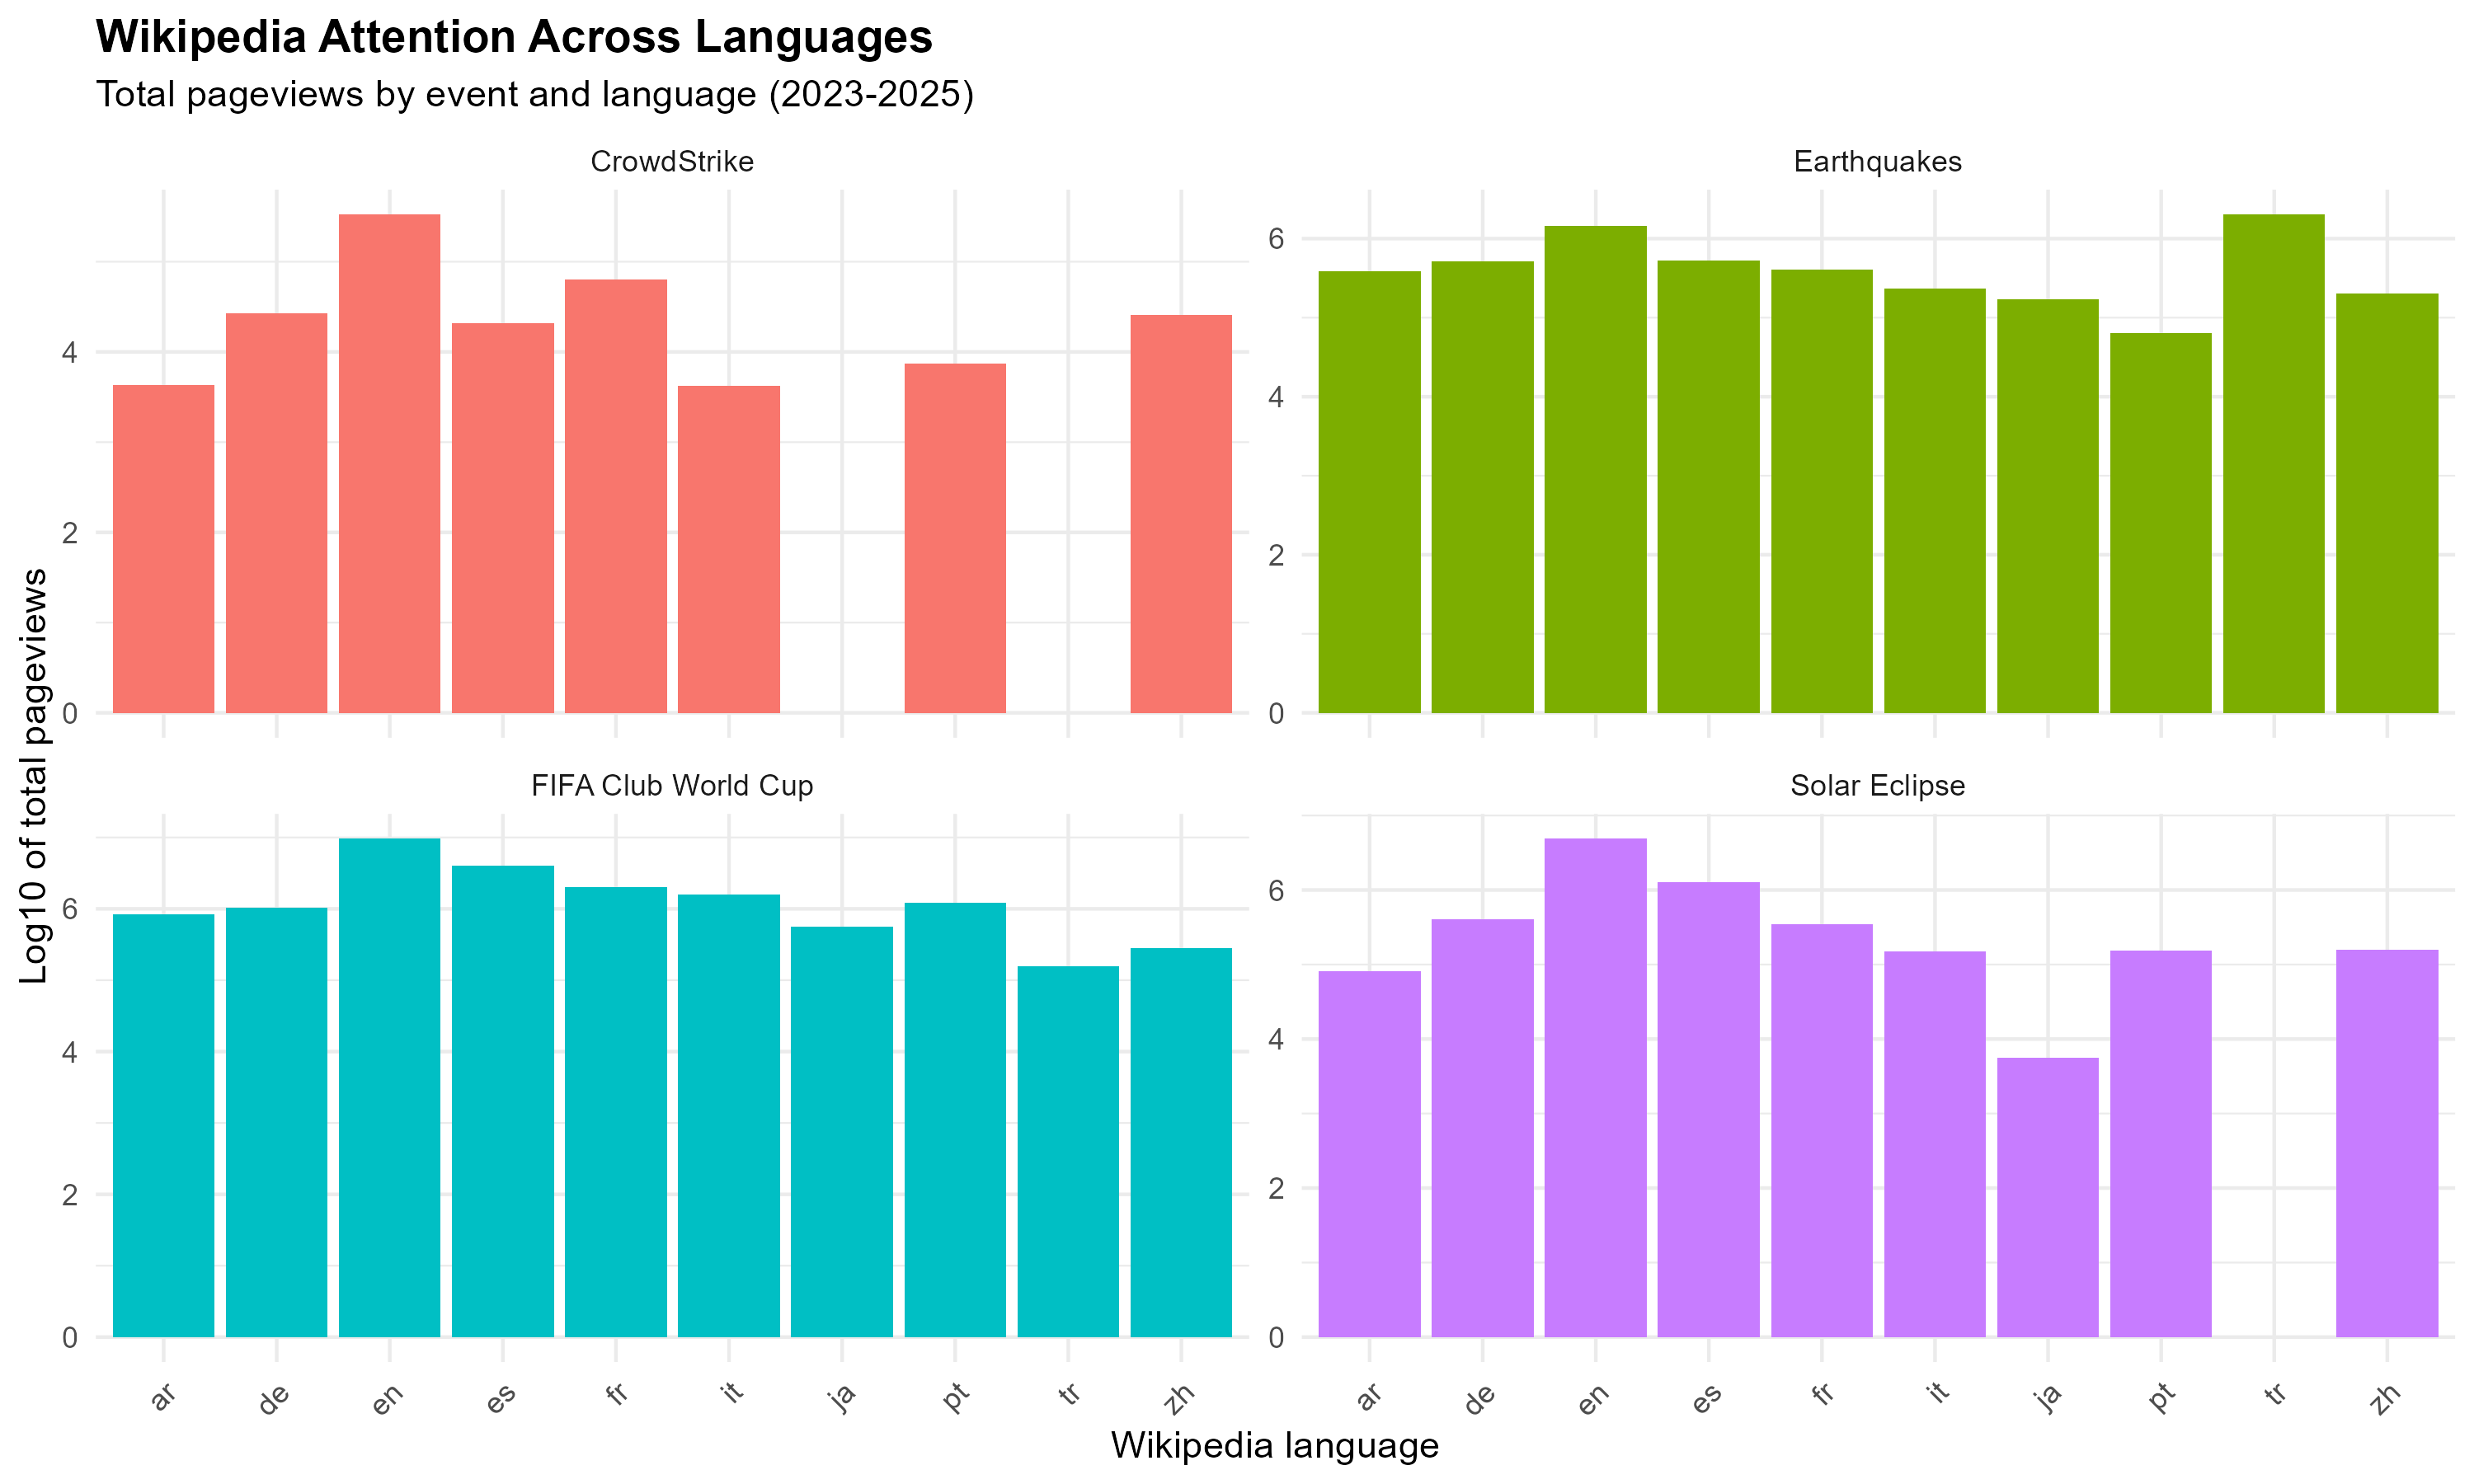 Wikipedia Attention Across Languages
Total pageviews by event and language (2023-2025)
CrowdStrike
Earthquakes
4
2
0
6
4
2
0
FIFA Club World Cup
Solar Eclipse
6
4
2
0
6
4
2
0
Log10 of total pageviews
ar de en es fr it ja pt tr zh
ar de en es fr it ja pt tr zh
Wikipedia language